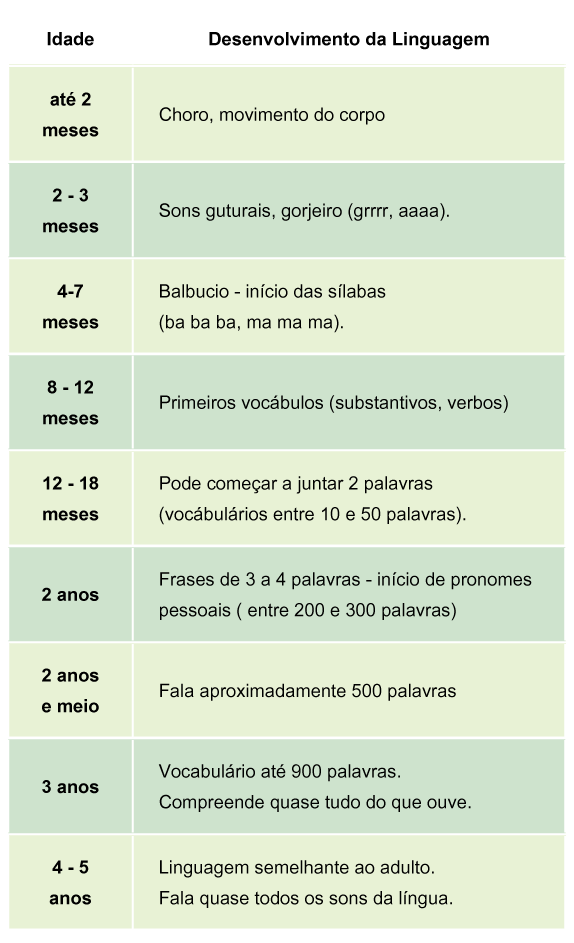 Idade Desenvolvimento da Linguagem
até 2
meses
Choro, movimento do corpo
2 - 3
meses
Sons guturais, gorjeiro (grrrr, aaaa).
4-7
meses
Balbucio - início das sílabas
(ba ba ba, ma ma ma).
8 - 12
meses
Primeiros vocábulos (substantivos, verbos)
12 - 18
meses
Pode começar a juntar 2 palavras
(vocábulários entre 10 e 50 palavras).
2 anos
Frases de 3 a 4 palavras - início de pronomes
pessoais ( entre 200 e 300 palavras)
2 anos
e meio
Fala aproximadamente 500 palavras
3 anos
Vocabulário até 900 palavras.
Compreende quase tudo do que ouve.
4 - 5
anos
Linguagem semelhante ao adulto.
Fala quase todos os sons da língua.